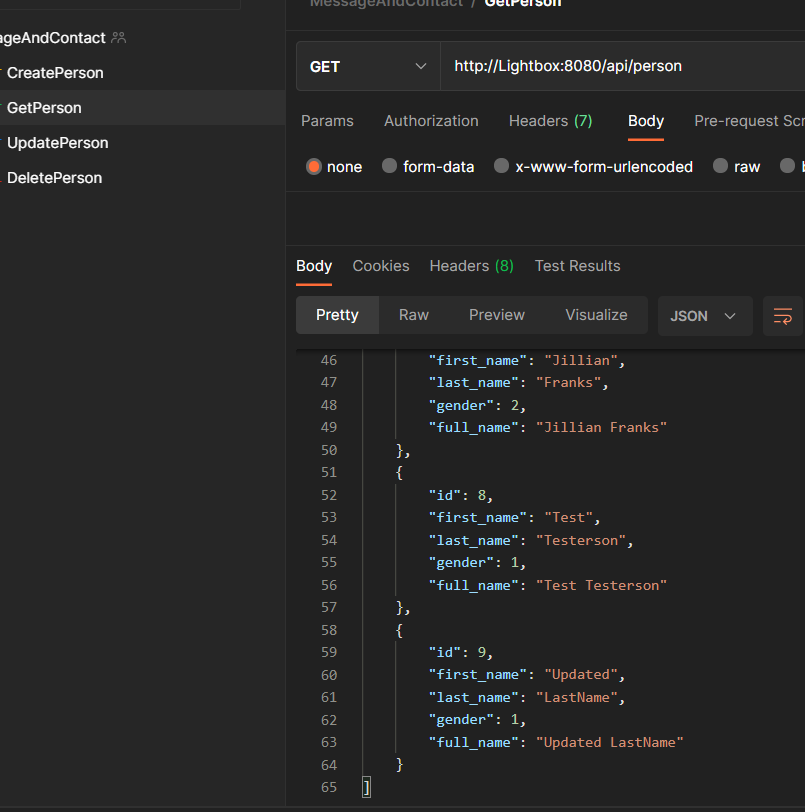 MessageAndContact / GetPerson
ageAndContact
CreatePerson
GetPerson
UpdatePerson
DeletePerson
GET http://Lightbox:8080/api/person
Params Authorization Headers (7) Body Pre-request Scr
none form-data x-www-form-urlencoded raw b
Body Cookies Headers (8) Test Results
Pretty Raw Preview Visualize JSON
46 "first_name": "Jillian",
47 "last_name": "Franks",
48 "gender": 2,
49 "full_name": "Jillian Franks"
50 },
51 {
52 "id": 8,
53 "first_name": "Test",
54 "last_name": "Testerson",
55 "gender": 1,
56 "full_name": "Test Testerson"
57 },
58 {
59 "id": 9,
60 "first_name": "Updated",
61 "last_name": "LastName",
62 "gender": 1,
63 "full_name": "Updated LastName"
64 }
65 ]